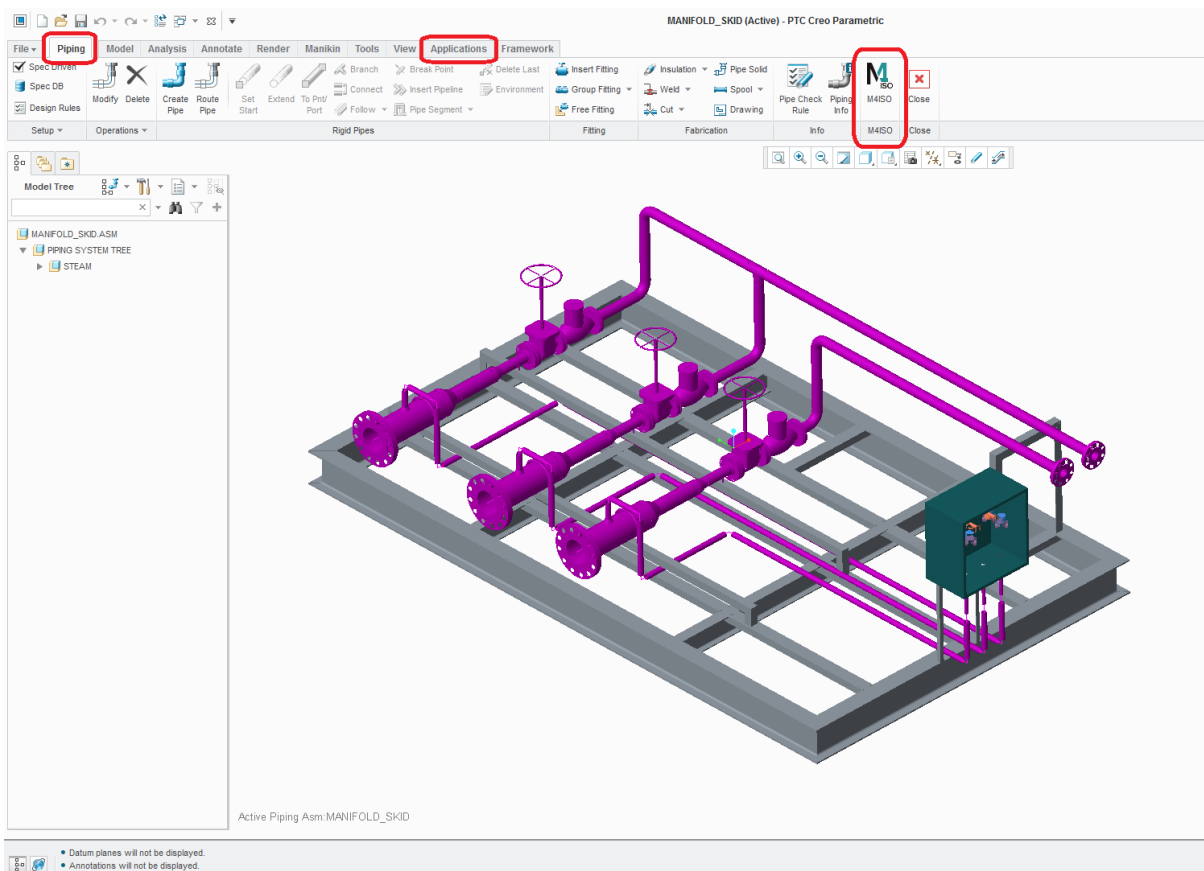 MANIFOLD_SKID (Active) - PTC Creo Parametric
File Piping Model Analysis Annotate Render Manikin Tools View Applications Framework
Spec Driven
Spec DB
Design Rules
Setup
Modify Delete
Operations
Create Pipe
Route Pipe
Set Start
Extend
To Pnt/ Port
Branch
Connect
Follow
Break Point
Insert Pipeline
Pipe Segment
Delete Last
Environment
Rigid Pipes
Insert Fitting
Group Fitting
Free Fitting
Fitting
Insulation
Weld
Cut
Pipe Solid
Spool
Drawing
Fabrication
Pipe Check Rule
Piping Info
Info
M
ISO
M4ISO
M4ISO
Close
Close
Model Tree
MANIFOLD_SKID.ASM
PIPING SYSTEM TREE
STEAM
Active Piping Asm:MANIFOLD_SKID
• Datum planes will not be displayed.
• Annotations will not be displayed.